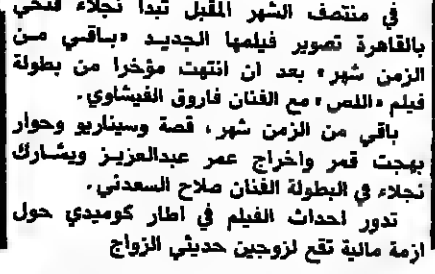 في منتصف الشهر المقبل تبدأ نجلاء فتحي
بالقاهرة تصوير فيلمها الجديد «باقي من
الزمن شهر» بعد ان انتهت مؤخرا من بطولة
فيلم «اللص» مع الفنان فاروق الفيشاوي.
باقي من الزمن شهر، قصة وسيناريو وحوار
بهجت قمر واخراج عمر عبدالعزيز ويشارك
نجلاء في البطولة الفنان صلاح السعدني.
تدور احداث الفيلم في اطار كوميدي حول
ازمة مالية تقع لزوجين حديثي الزواج